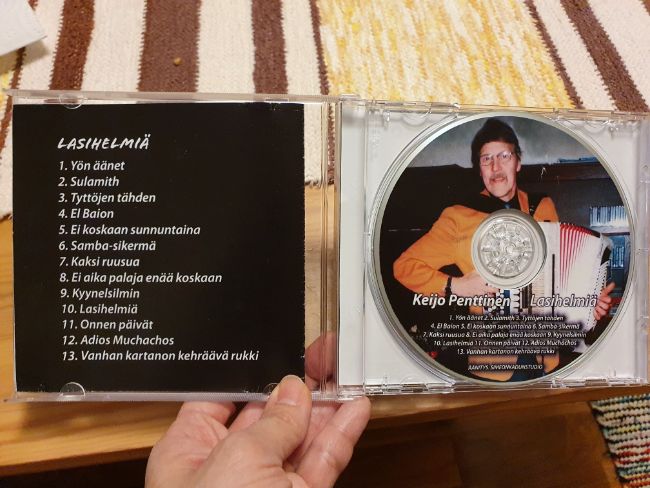 LASIHELMIÄ
1. Yön äänet
2. Sulamith
3. Tyttöjen tähden
4. El Baion
5. Ei koskaan sunnuntaina
6. Samba-sikermä
7. Kaksi ruusua
8. Ei aika palaja enää koskaan
9. Kyynelsilmin
10. Lasihelmiä
11. Onnen päivät
12. Adios Muchachos
13. Vanhan kartanon kehräävä rukki
Keijo Penttinen Lasihelmiä
1. Yön äänet 2. Sulamith 3. Tyttöjen tähden
4. El Baion 5. Ei koskaan sunnuntaina 6. Samba-sikermä
7. Kaksi ruusua 8. Ei aika palaja enää koskaan 9. Kyynelsilmin
10. Lasihelmiä 11. Onnen päivät 12. Adios Muchachos
13. Vanhan kartanon kehräävä rukki
ÄÄNITYS: SIMEONKADUNSTUDIO